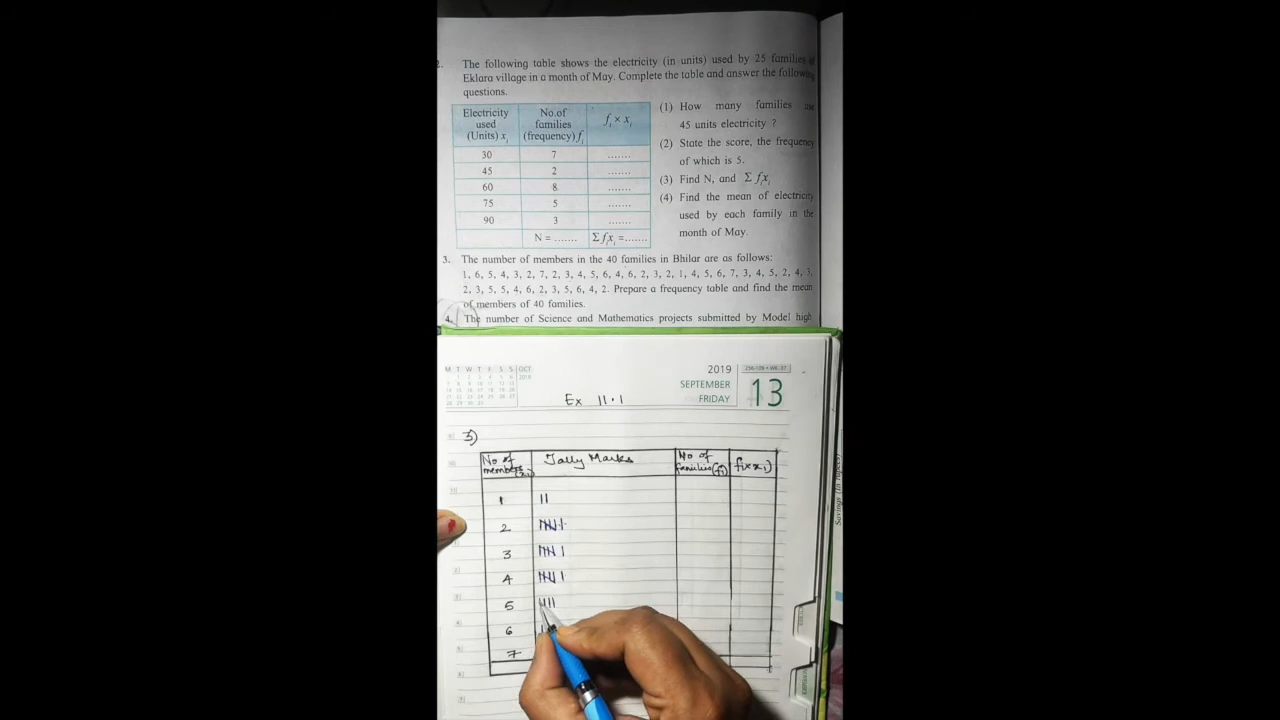 2. The following table shows the electricity (in units) used by 25 families of
Eklara village in a month of May. Complete the table and answer the following
questions.
Electricity used (Units) xi No.of families (frequency) fi fi × xi
30 7 .......
45 2 .......
60 8 .......
75 5 .......
90 3 .......
N = ....... Σ fixi =.......
(1) How many families use
45 units electricity ?
(2) State the score, the frequency
of which is 5.
(3) Find N, and Σ fixi
(4) Find the mean of electricity
used by each family in the
month of May.
3. The number of members in the 40 families in Bhilar are as follows:
1, 6, 5, 4, 3, 2, 7, 2, 3, 4, 5, 6, 4, 6, 2, 3, 2, 1, 4, 5, 6, 7, 3, 4, 5, 2, 4, 3,
2, 3, 5, 5, 4, 6, 2, 3, 5, 6, 4, 2. Prepare a frequency table and find the mean
of members of 40 families.
4. The number of Science and Mathematics projects submitted by Model high
M T W T F S S OCT 2019
2019
SEPTEMBER
FRIDAY
13
Ex 11.1
3)
No of members (xi) Tally Marks No of families (fi) fi × xi
1 ||
2
3
4
5
6
7